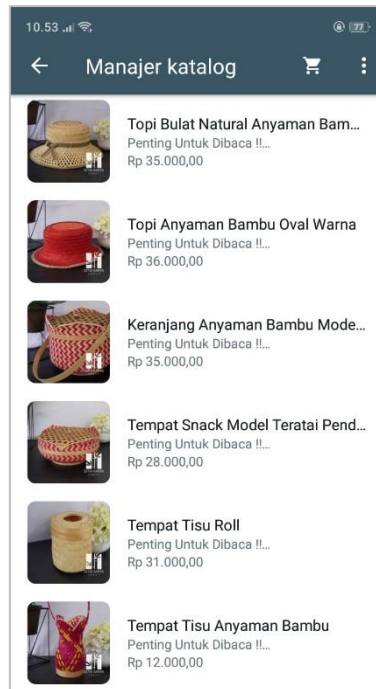 10.53
77
Manajer katalog
Topi Bulat Natural Anyaman Bam...
Penting Untuk Dibaca !!...
Rp 35.000,00
Topi Anyaman Bambu Oval Warna
Penting Untuk Dibaca !!...
Rp 36.000,00
Keranjang Anyaman Bambu Mode...
Penting Untuk Dibaca !!...
Rp 35.000,00
Tempat Snack Model Teratai Pend...
Penting Untuk Dibaca !!...
Rp 28.000,00
Tempat Tisu Roll
Penting Untuk Dibaca !!...
Rp 31.000,00
Tempat Tisu Anyaman Bambu
Penting Untuk Dibaca !!...
Rp 12.000,00